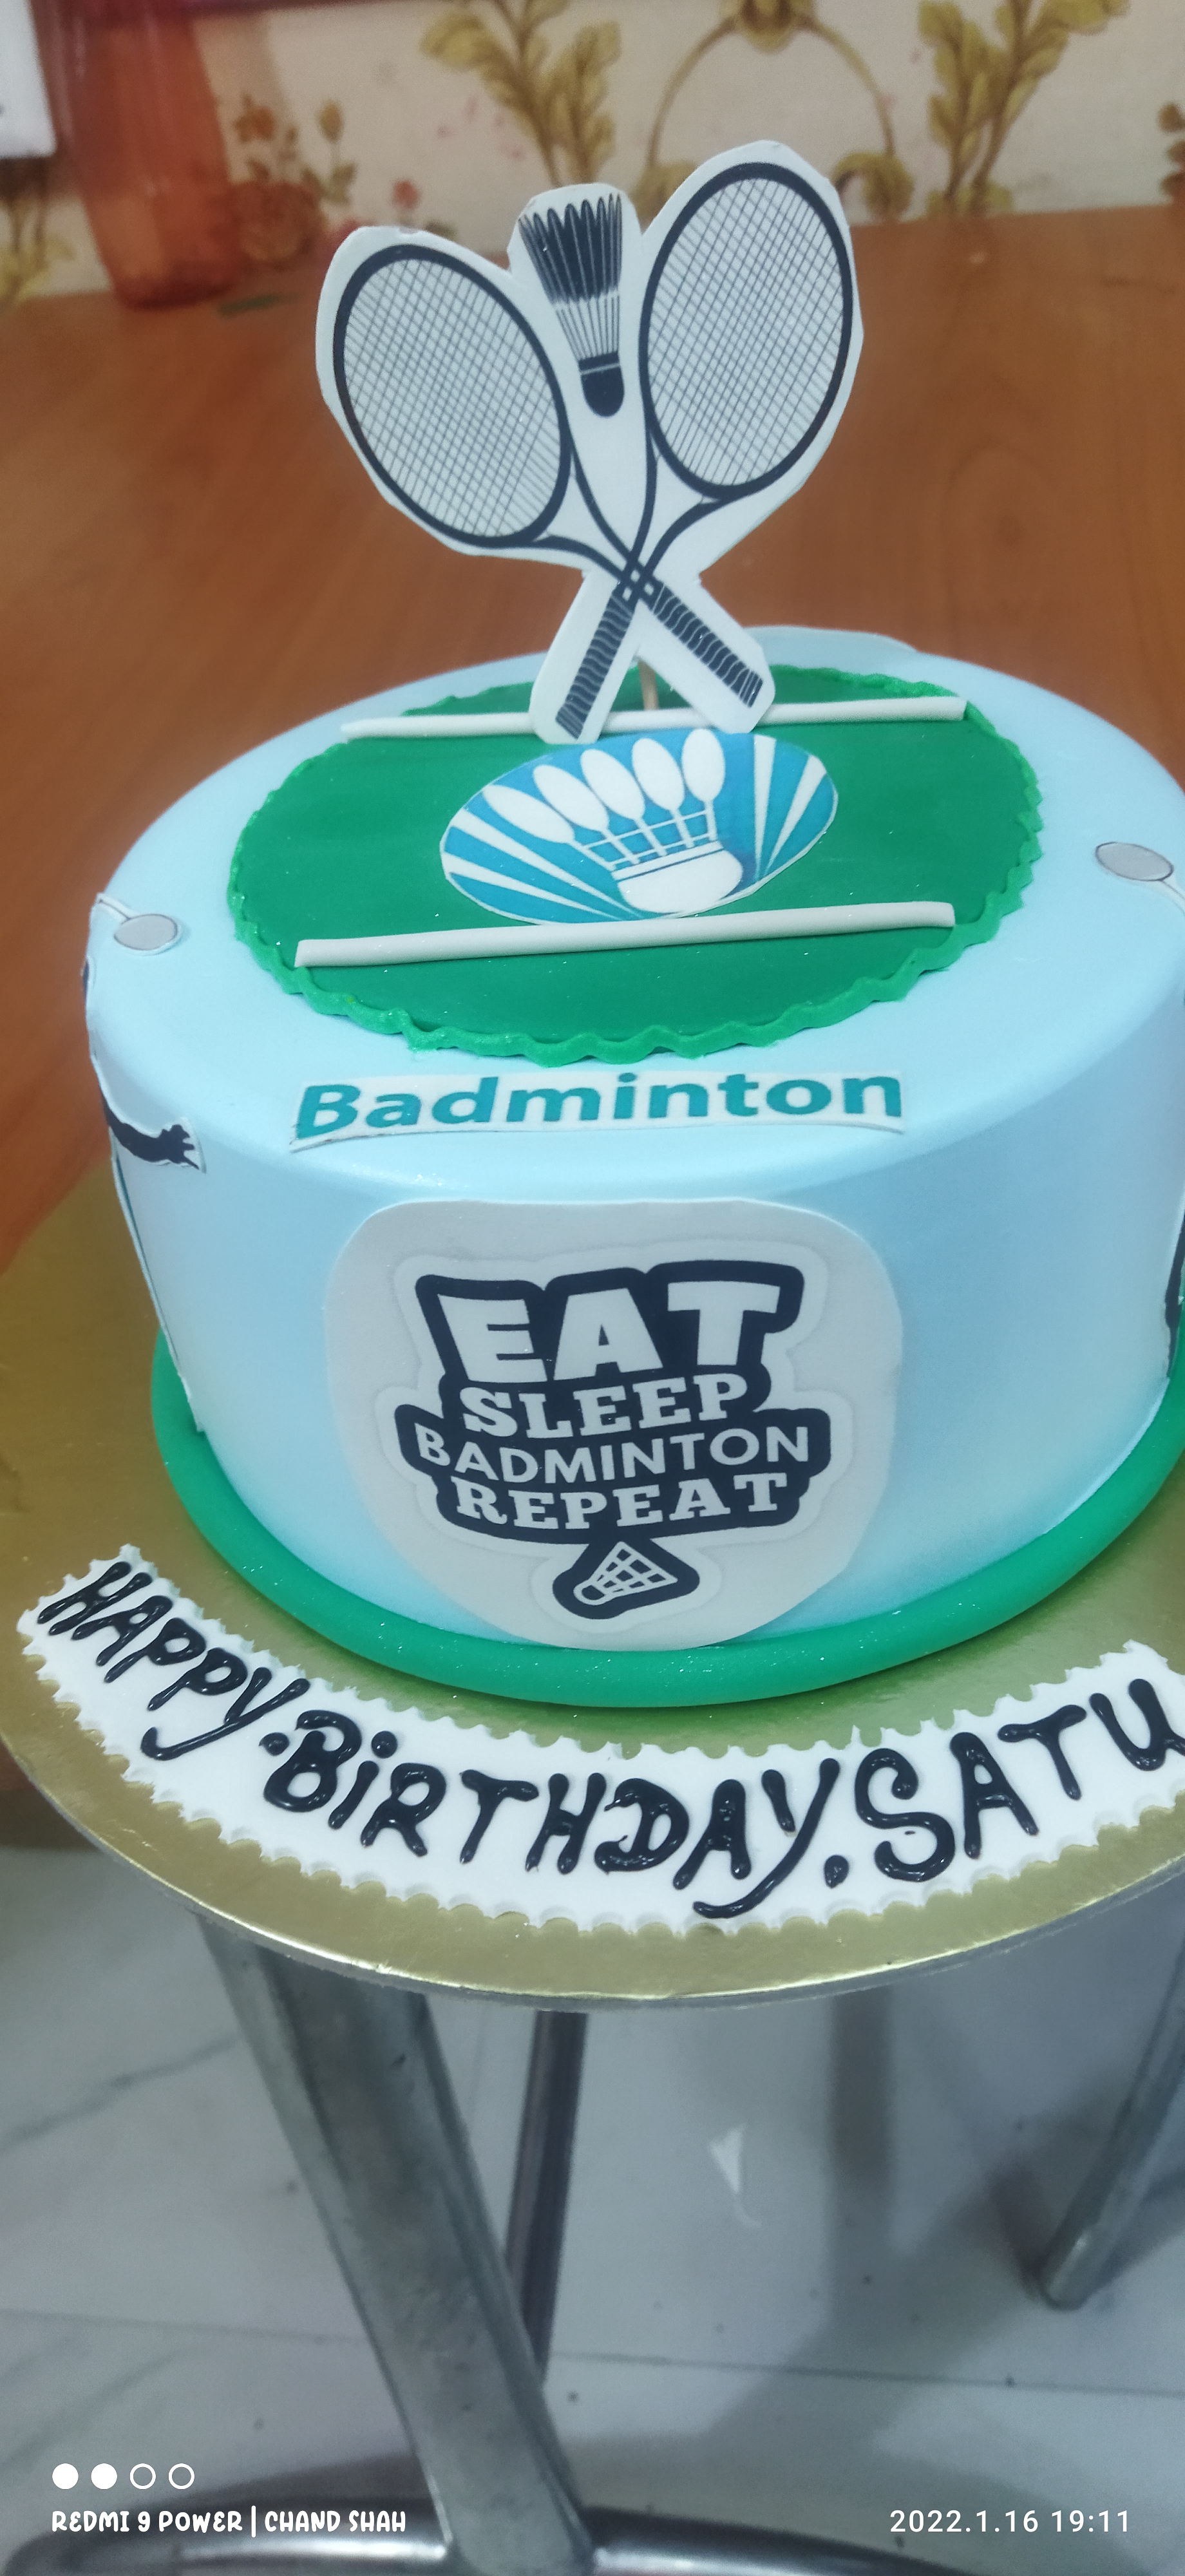 Badminton
EAT
SLEEP
BADMINTON
REPEAT
HAPPY.BiRTHDAY.SATU
REDMI 9 POWER | CHAND SHAH
2022.1.16 19:11